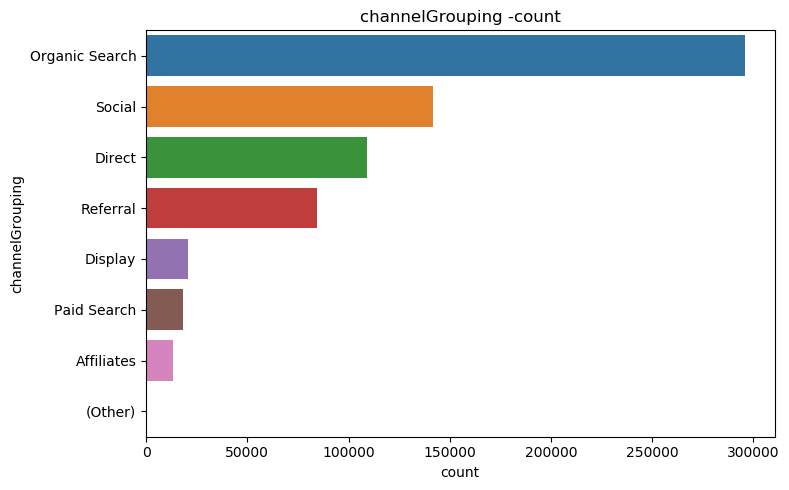 channelGrouping -count
Organic Search
Social
Direct
Referral
Display
Paid Search
Affiliates
(Other)
channelGrouping
0 50000 100000 150000 200000 250000 300000
count